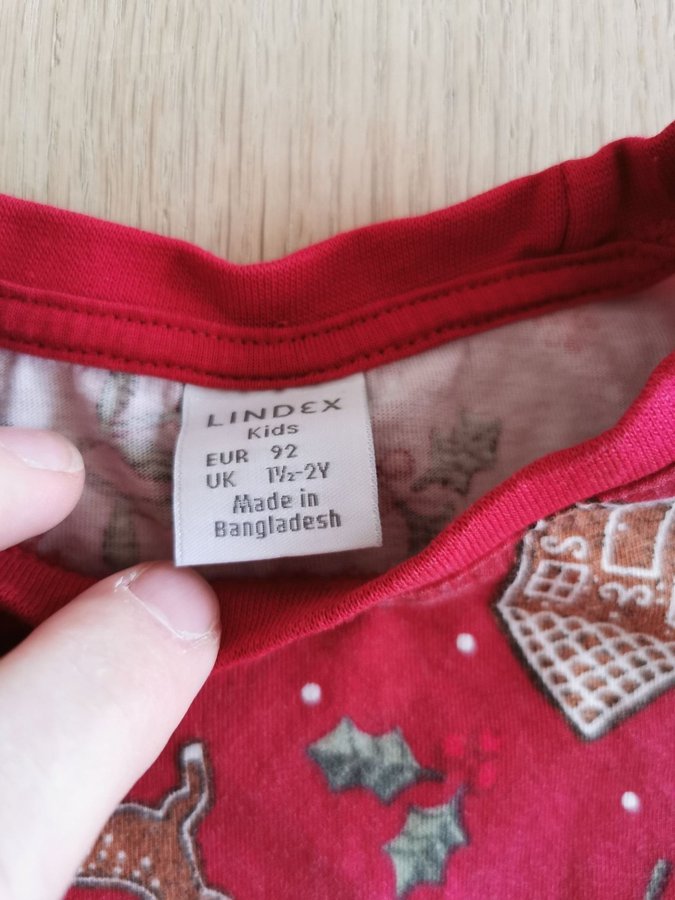 LINDEX
Kids
EUR 92
UK 1½-2Y
Made in
Bangladesh